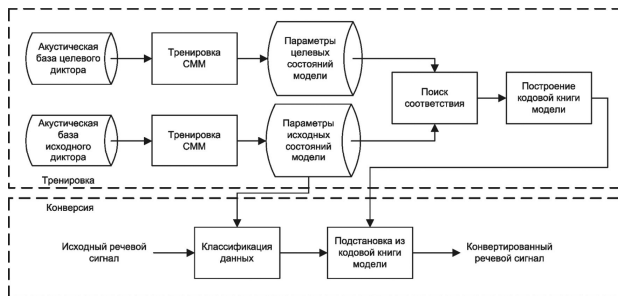 Акустическая
база целевого
диктора
Тренировка
СММ
Параметры
целевых
состояний
модели
Поиск
соответствия
Построение
кодовой книги
модели
Акустическая
база
исходного
диктора
Тренировка
СММ
Параметры
исходных
состояний
модели
Тренировка
Конверсия
Исходный речевой
сигнал
Классификация
данных
Подстановка из
кодовой книги
модели
Конвертированный
речевой сигнал